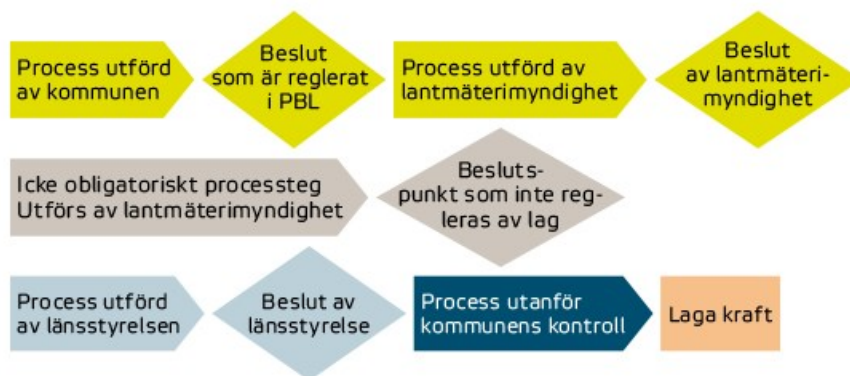 Process utförd
av kommunen
Beslut
som är reglerat
i PBL
Process utförd av
lantmäterimyndighet
Beslut
av lantmäteri-
myndighet
Icke obligatoriskt processteg
Utförs av lantmäterimyndighet
Besluts-
punkt som inte reg-
leras av lag
Process utförd
av länsstyrelsen
Beslut av
länsstyrelse
Process utanför
kommunens kontroll
Laga kraft